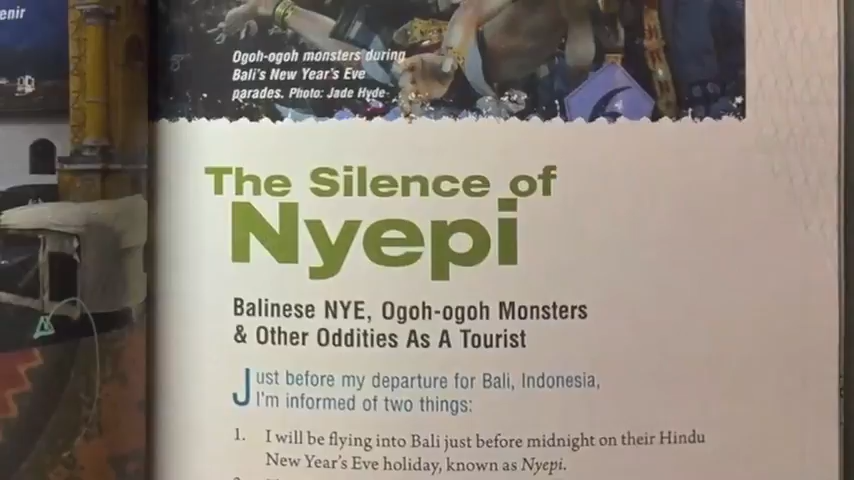 enir
Ogoh-ogoh monsters during
Bali's New Year's Eve
parades. Photo: Jade Hyde
The Silence of
Nyepi
Balinese NYE, Ogoh-ogoh Monsters
& Other Oddities As A Tourist
Just before my departure for Bali, Indonesia,
I'm informed of two things:
1. I will be flying into Bali just before midnight on their Hindu
New Year's Eve holiday, known as Nyepi.